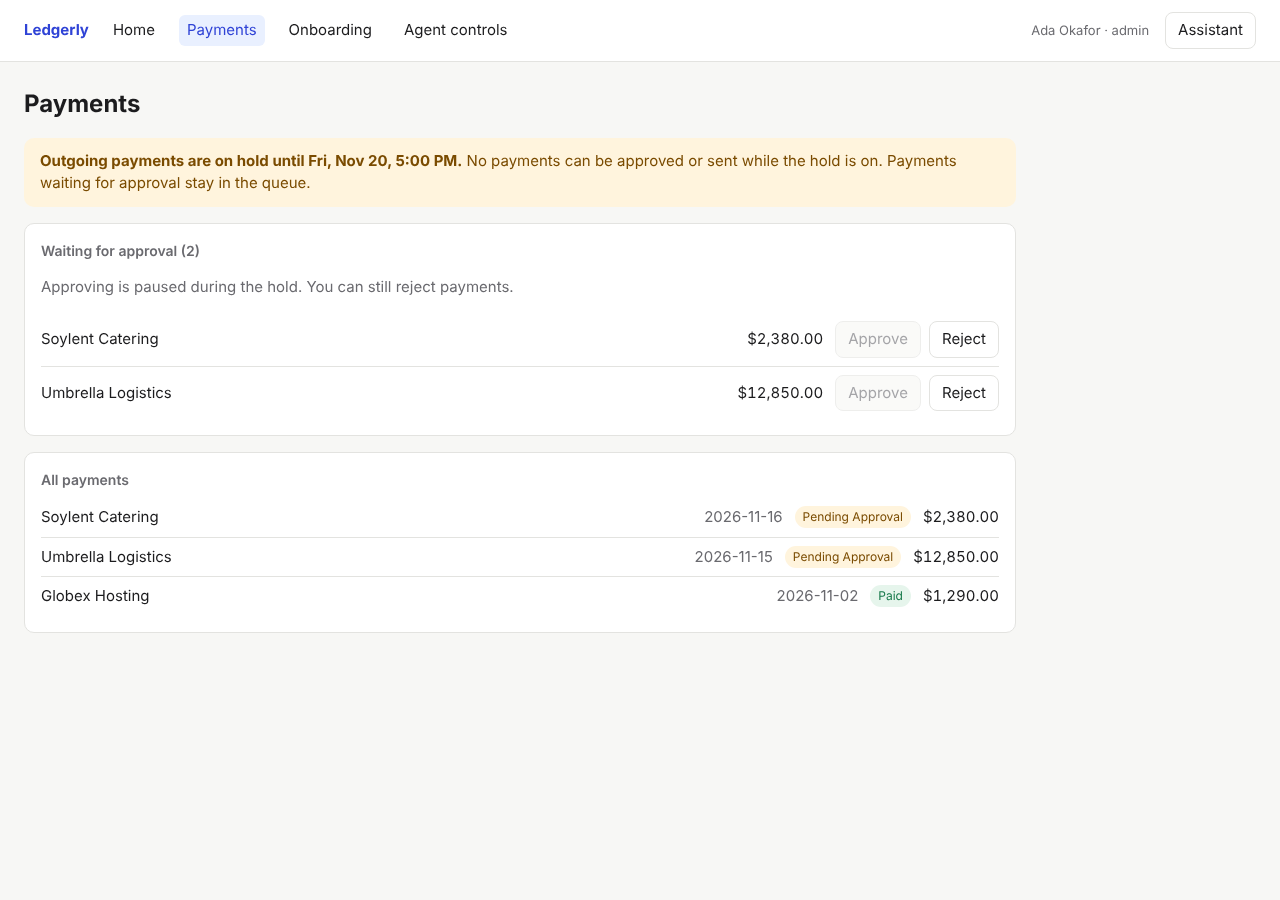 Ledgerly Home Payments Onboarding Agent controls Ada Okafor · admin Assistant
Payments
Outgoing payments are on hold until Fri, Nov 20, 5:00 PM. No payments can be approved or sent while the hold is on. Payments
waiting for approval stay in the queue.
Waiting for approval (2)
Approving is paused during the hold. You can still reject payments.
Soylent Catering $2,380.00 Approve Reject
Umbrella Logistics $12,850.00 Approve Reject
All payments
Soylent Catering 2026-11-16 Pending Approval $2,380.00
Umbrella Logistics 2026-11-15 Pending Approval $12,850.00
Globex Hosting 2026-11-02 Paid $1,290.00